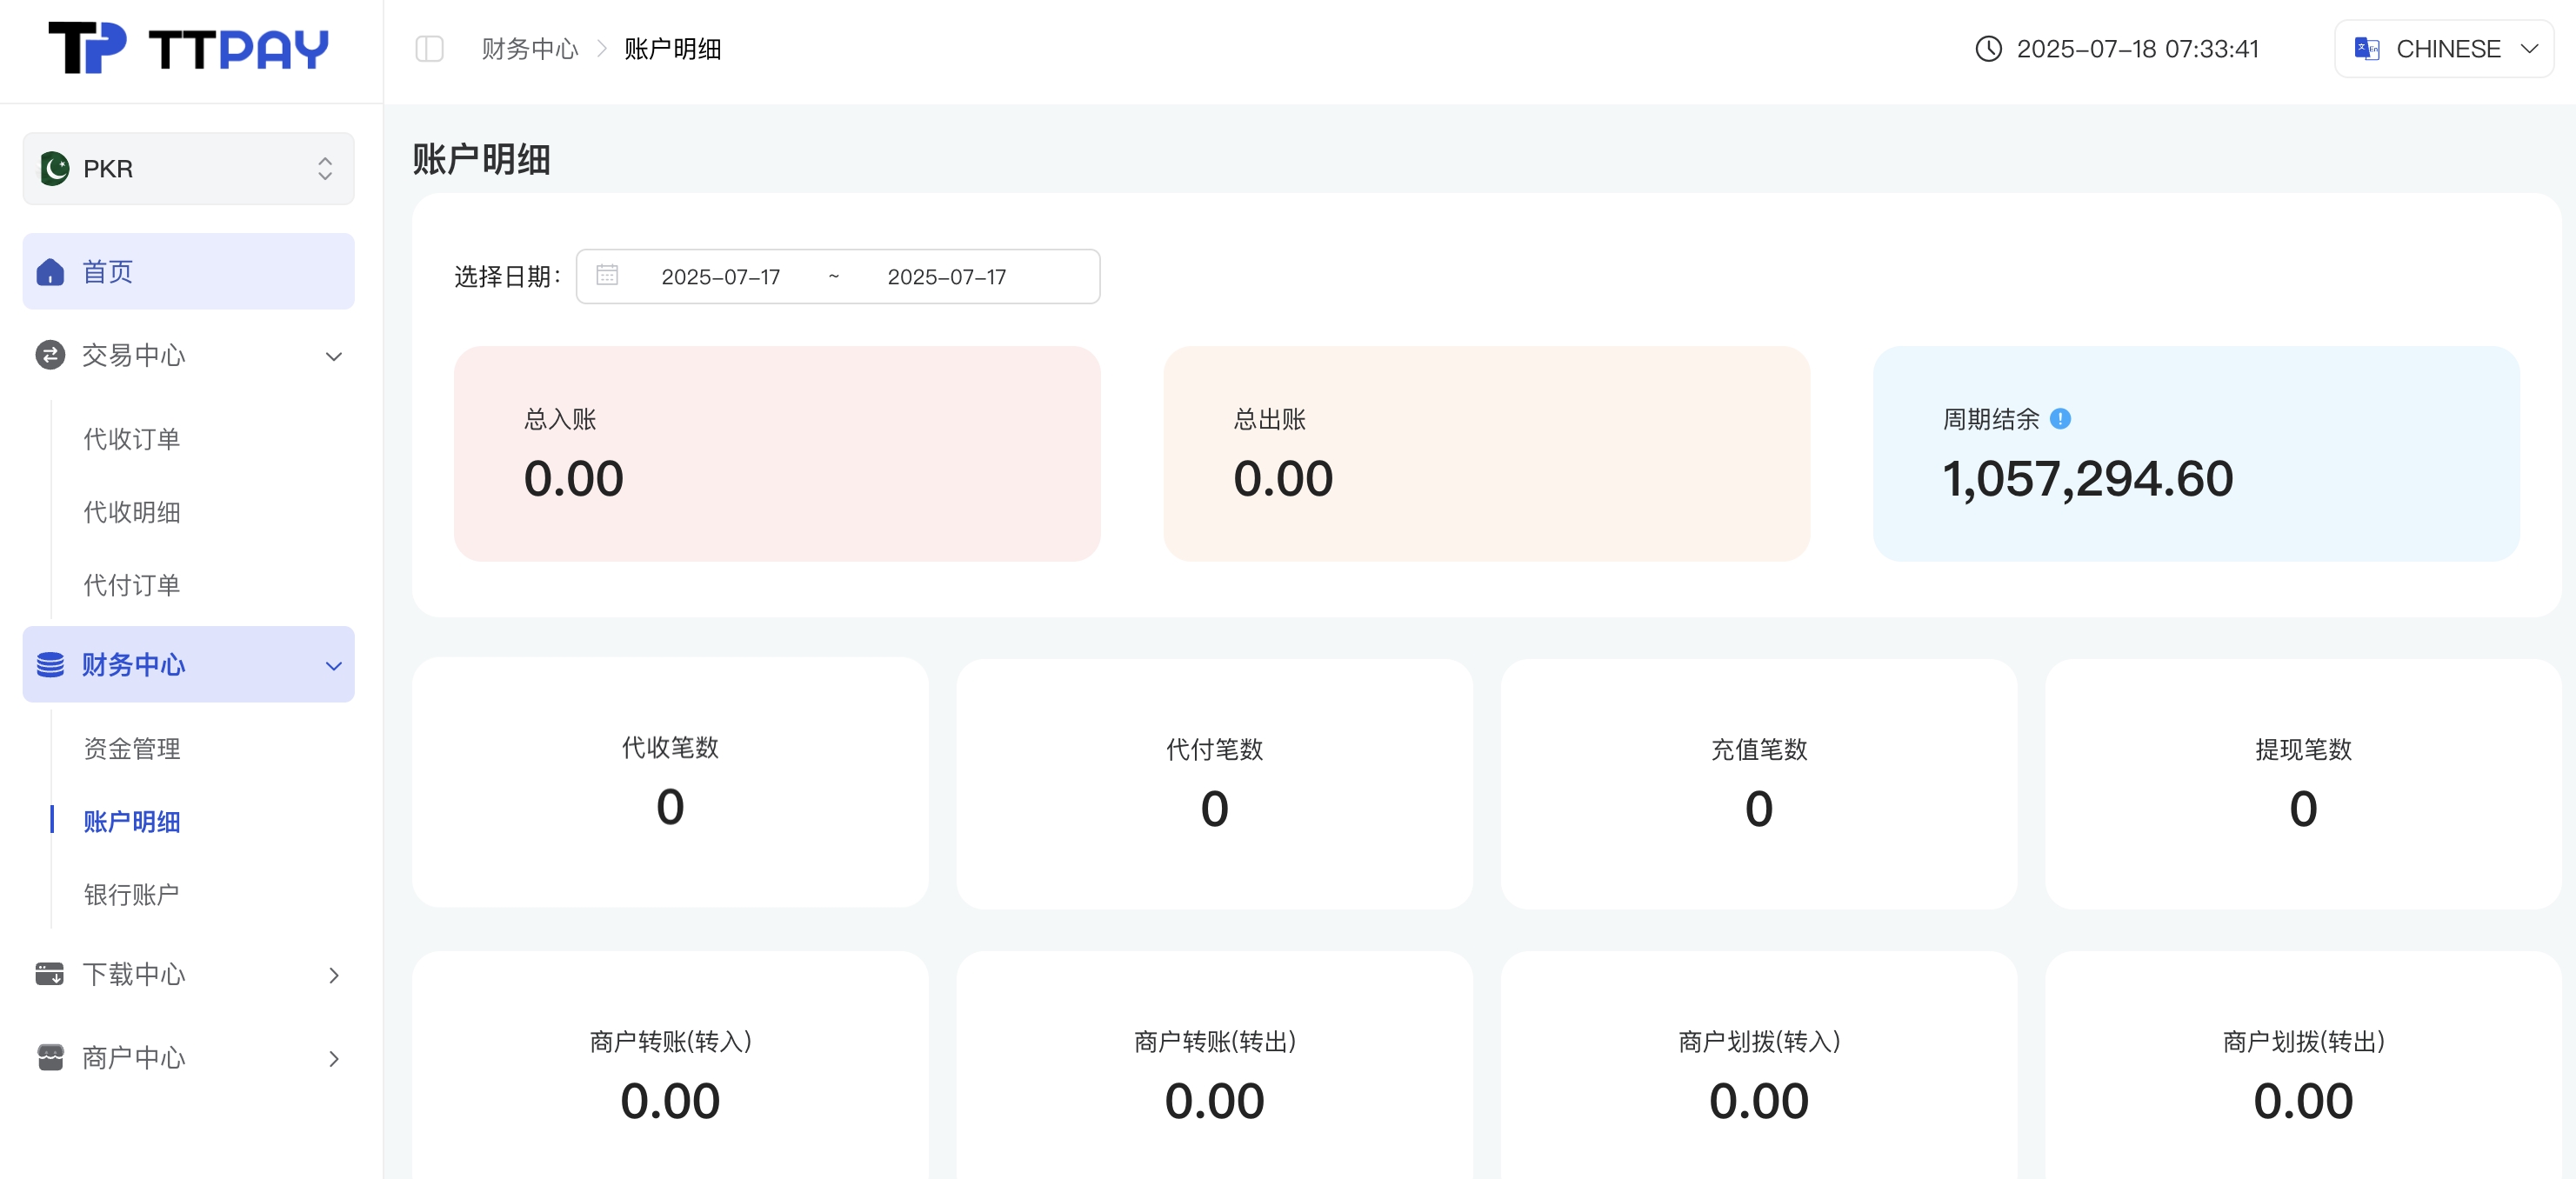 TP TTPAY
财务中心 > 账户明细
2025-07-18 07:33:41
CHINESE
PKR
首页
交易中心
代收订单
代收明细
代付订单
财务中心
资金管理
账户明细
银行账户
下载中心
商户中心
账户明细
选择日期: 2025-07-17 ~ 2025-07-17
总入账
0.00
总出账
0.00
周期结余
1,057,294.60
代收笔数
0
代付笔数
0
充值笔数
0
提现笔数
0
商户转账(转入)
0.00
商户转账(转出)
0.00
商户划拨(转入)
0.00
商户划拨(转出)
0.00